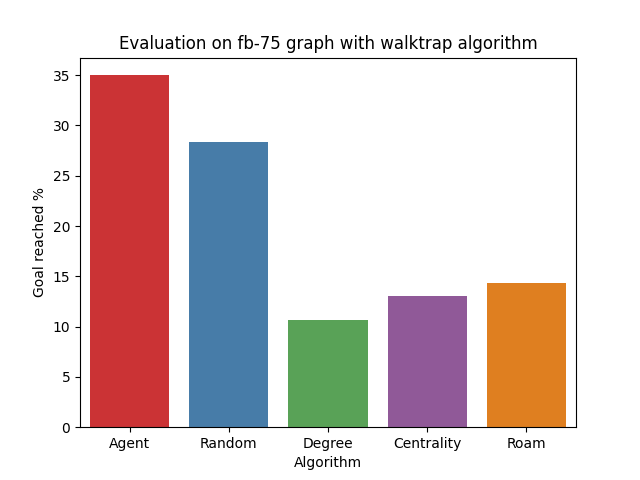 Evaluation on fb-75 graph with walktrap algorithm
Goal reached %
35
30
25
20
15
10
5
0
Agent Random Degree Centrality Roam
Algorithm